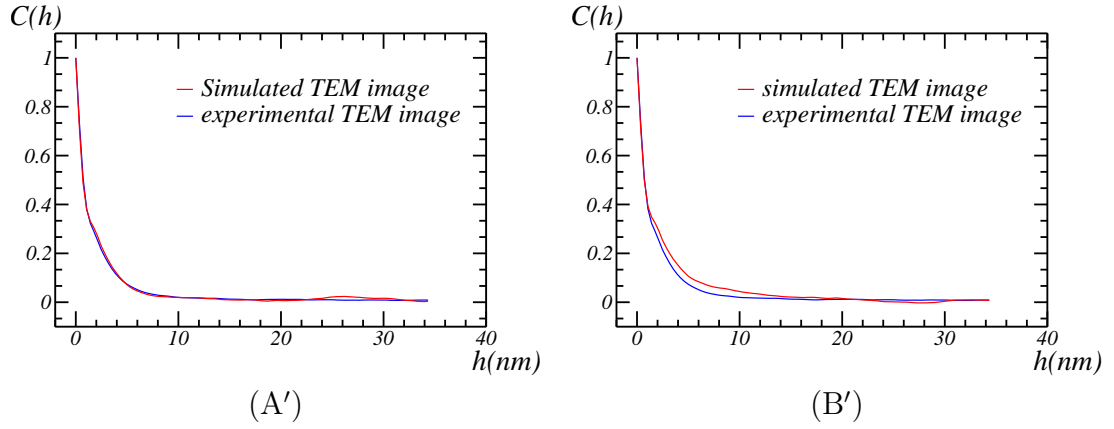 C(h)
1
0.8
0.6
0.4
0.2
0
Simulated TEM image
experimental TEM image
0 10 20 30 40
h(nm)
(A′)
C(h)
1
0.8
0.6
0.4
0.2
0
simulated TEM image
experimental TEM image
0 10 20 30 40
h(nm)
(B′)